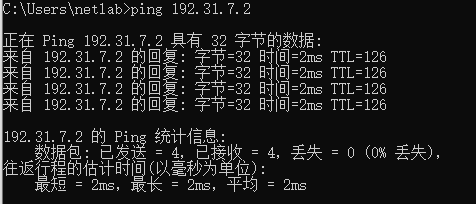 C:\Users\netlab>ping 192.31.7.2
正在 Ping 192.31.7.2 具有 32 字节的数据:
来自 192.31.7.2 的回复: 字节=32 时间=2ms TTL=126
来自 192.31.7.2 的回复: 字节=32 时间=2ms TTL=126
来自 192.31.7.2 的回复: 字节=32 时间=2ms TTL=126
来自 192.31.7.2 的回复: 字节=32 时间=2ms TTL=126
192.31.7.2 的 Ping 统计信息:
数据包: 已发送 = 4, 已接收 = 4, 丢失 = 0 (0% 丢失),
往返行程的估计时间(以毫秒为单位):
最短 = 2ms, 最长 = 2ms, 平均 = 2ms